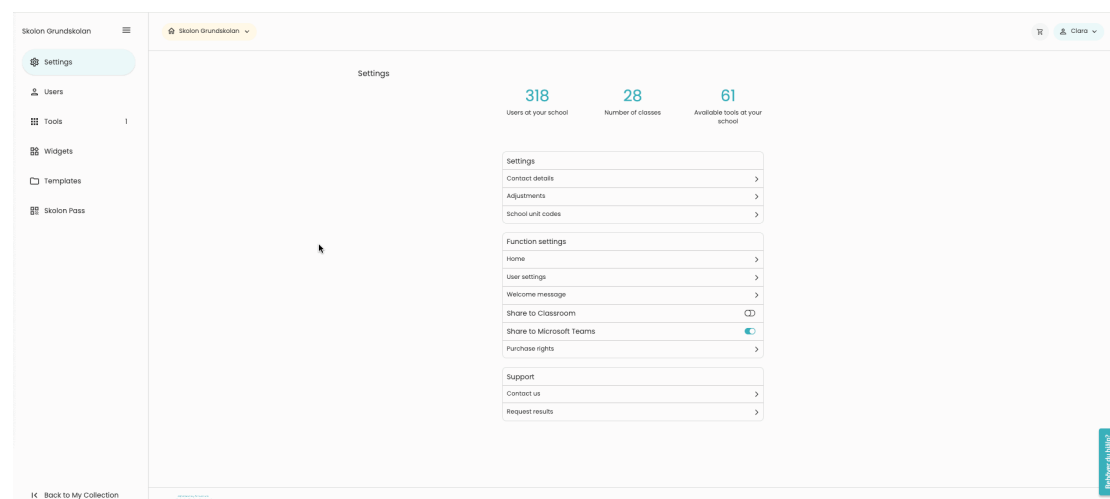 Skolon Grundskolan
Settings
Users
Tools 1
Widgets
Templates
Skolon Pass
Back to My Collection
Skolon Grundskolan
Clara
Settings
318
Users at your school
28
Number of classes
61
Available tools at your
school
Settings
Contact details
Adjustments
School unit codes
Function settings
Home
User settings
Welcome message
Share to Classroom
Share to Microsoft Teams
Purchase rights
Support
Contact us
Request results
Behöver du hjälp?